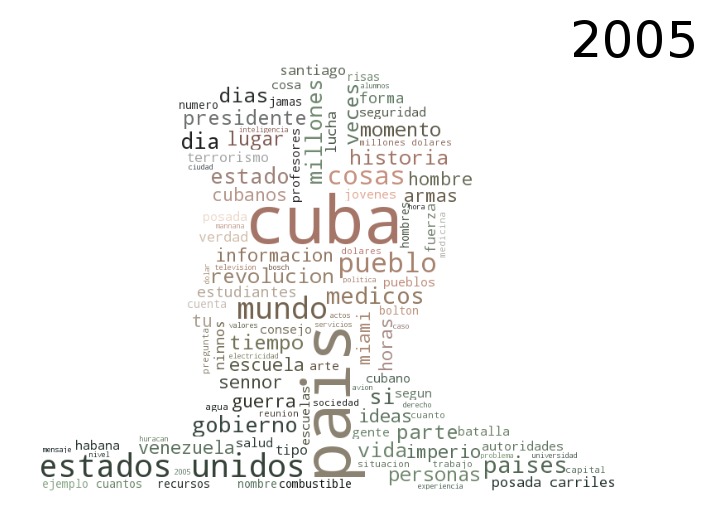 2005
santiago
cosa
risas
alumnos
dias
jamas
numero
presidente
millones
veces
forma
seguridad
momento
millones dolares
inteligencia
lucha
dia
lugar
profesores
terrorismo
ciudad
historia
estado
cosas
hombre
cubanos
jovenes
armas
hora
posada
mannana
verdad
cuba
hombres
fuerza
medicina
informacion
dolares
pueblo
dolar
television
bosch
revolucion
politica
pueblos
estudiantes
medicos
cuenta
mundo
bolton
tu
valores
consejo
actos
servicios
miami
horas
caso
pregunta
ninnos
tiempo
electricidad
escuela
arte
pais
avion
cubano
sennor
sociedad
si
segun
derecho
agua
guerra
reunion
escuelas
ideas
cuanto
gobierno
gente
parte
batalla
mensaje
habana
nivel
huracan
venezuela
salud
tipo
vida
imperio
autoridades
problema
universidad
estados unidos
2005
situacion
trabajo
paises
capital
ejemplo
cuantos
recursos
nombre
combustible
personas
experiencia
posada carriles